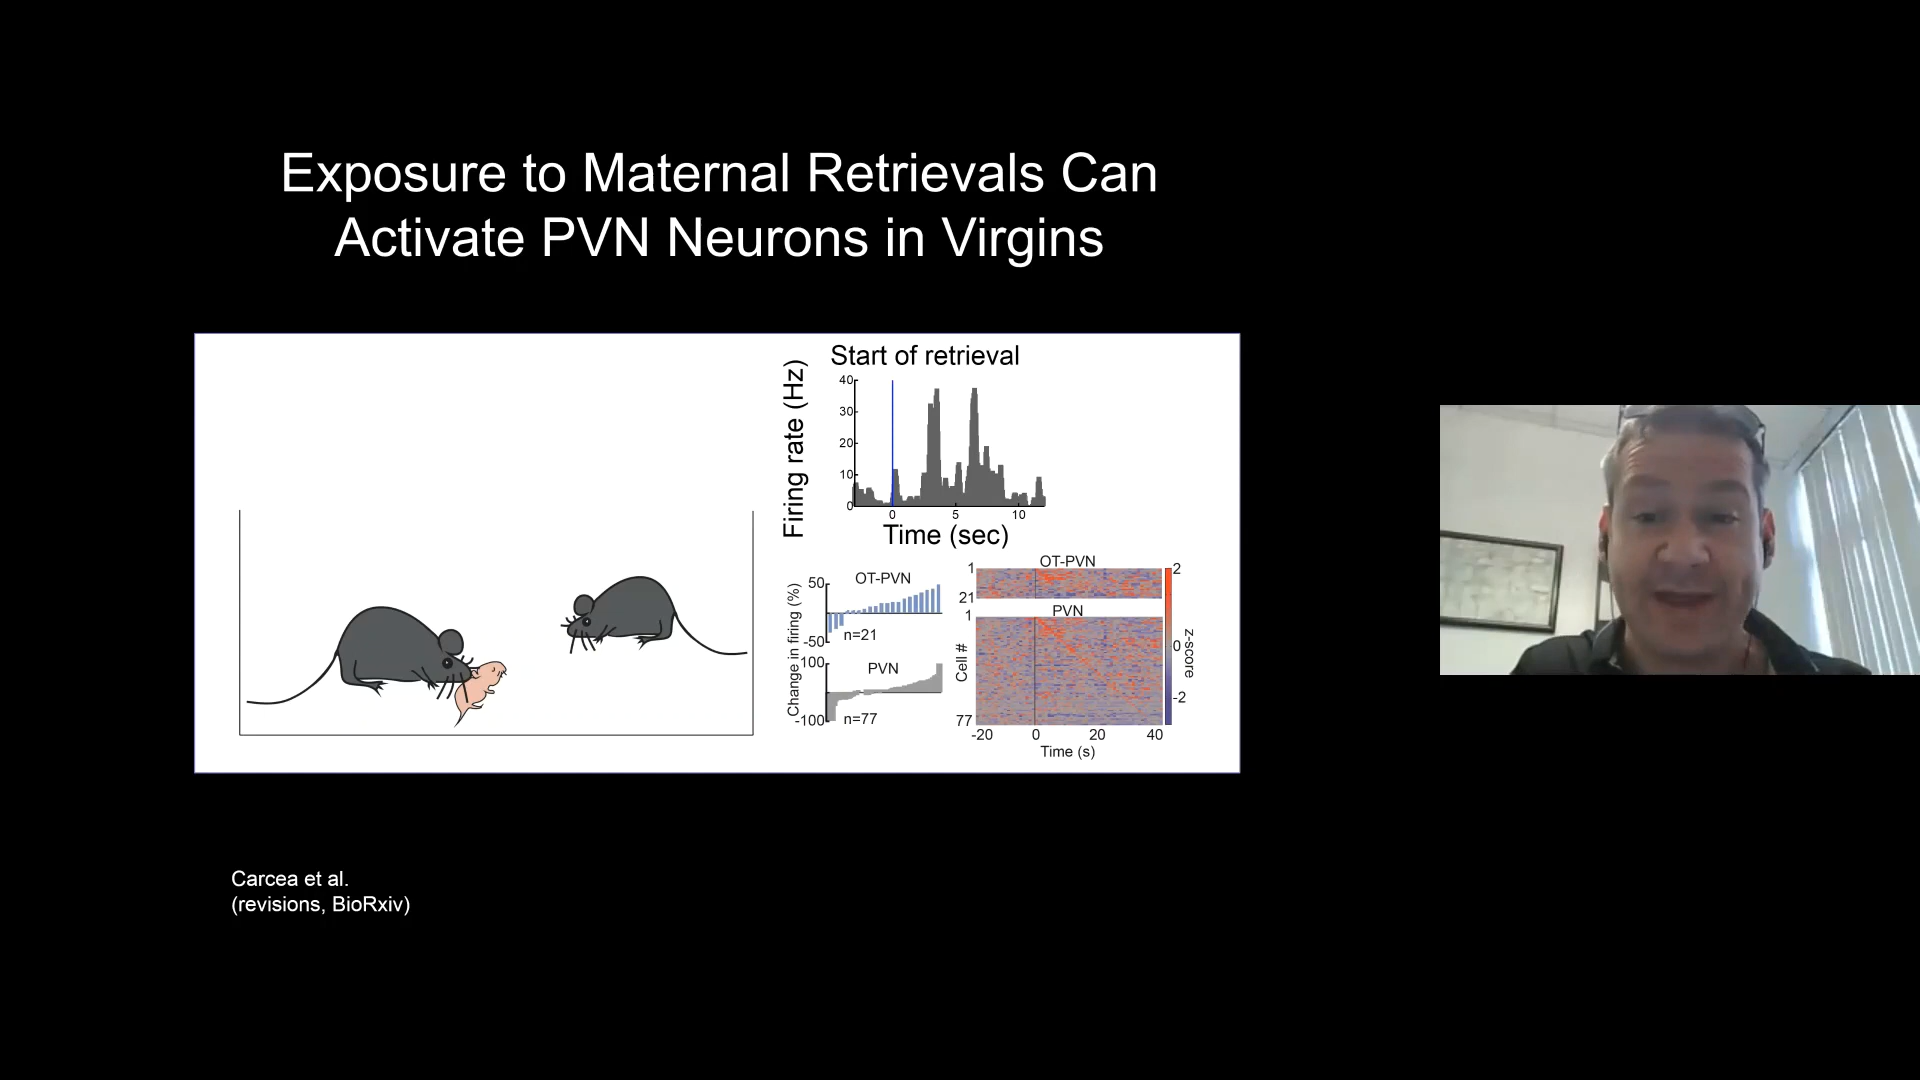 Exposure to Maternal Retrievals Can
Activate PVN Neurons in Virgins
Start of retrieval
Firing rate (Hz)
40
30
20
10
0
0 5 10
Time (sec)
Change in firing (%)
50
OT-PVN
-50
n=21
100
PVN
-100
n=77
OT-PVN
1
21
PVN
1
Cell #
77
-20 0 20 40
Time (s)
2
0
-2
z-score
Carcea et al.
(revisions, BioRxiv)